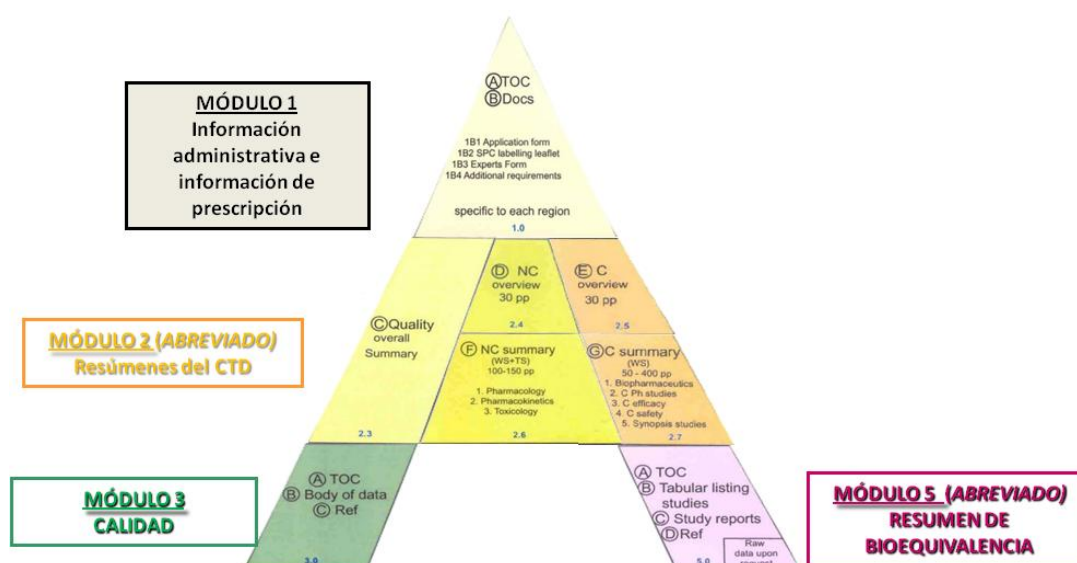 MÓDULO 1
Información
administrativa e
información de
prescripción
Ⓐ TOC
Ⓑ Docs
1B1 Application form
1B2 SPC labelling leaflet
1B3 Experts Form
1B4 Additional requirements
specific to each region
1.0
MÓDULO 2 (ABREVIADO)
Resúmenes del CTD
Ⓒ Quality
overall
Summary
2.3
Ⓓ NC
overview
30 pp
2.4
Ⓔ C
overview
30 pp
2.5
Ⓕ NC summary
(WS+TS)
100-150 pp
1. Pharmacology
2. Pharmacokinetics
3. Toxicology
2.6
Ⓖ C summary
(WS)
50 - 400 pp
1. Biopharmaceutics
2. C Ph studies
3. C efficacy
4. C safety
5. Synopsis studies
2.7
MÓDULO 3
CALIDAD
Ⓐ TOC
Ⓑ Body of data
Ⓒ Ref
3.0
Ⓐ TOC
Ⓑ Tabular listing
studies
Ⓒ Study reports
Ⓓ Ref
5.0
Raw
data upon
request
MÓDULO 5 (ABREVIADO)
RESUMEN DE
BIOEQUIVALENCIA